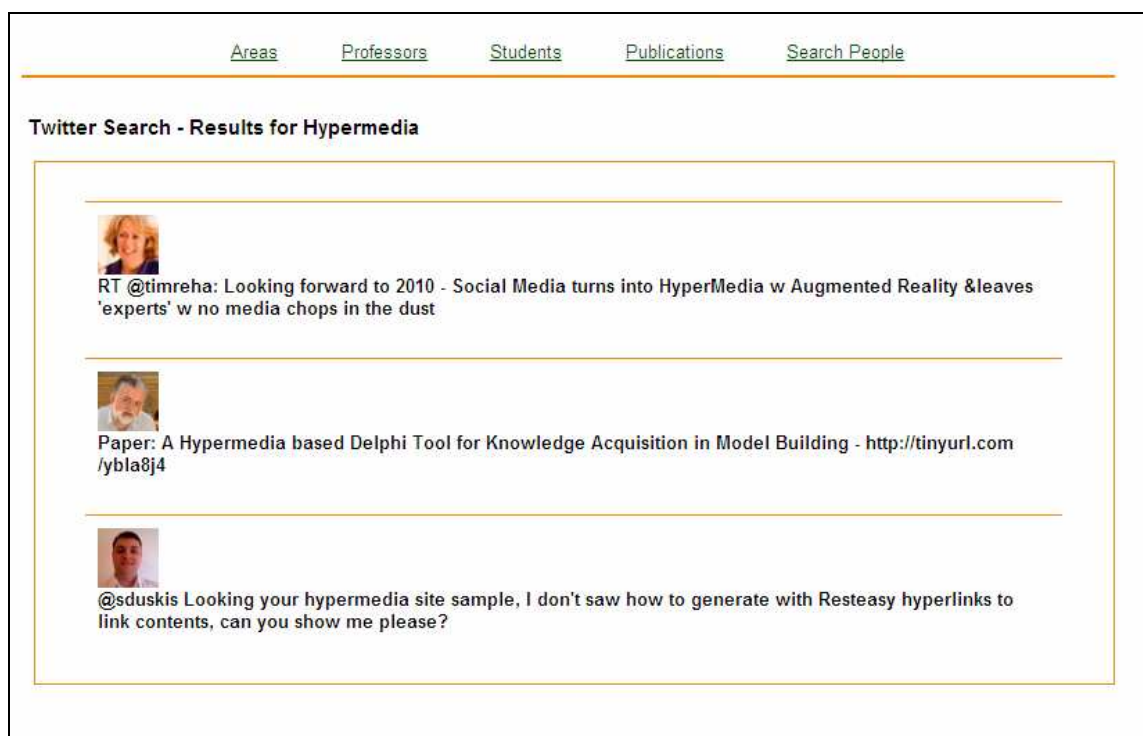 Areas Professors Students Publications Search People
Twitter Search - Results for Hypermedia
RT @timreha: Looking forward to 2010 - Social Media turns into HyperMedia w Augmented Reality &leaves
'experts' w no media chops in the dust
Paper: A Hypermedia based Delphi Tool for Knowledge Acquisition in Model Building - http://tinyurl.com
/ybla8j4
@sduskis Looking your hypermedia site sample, I don't saw how to generate with Resteasy hyperlinks to
link contents, can you show me please?